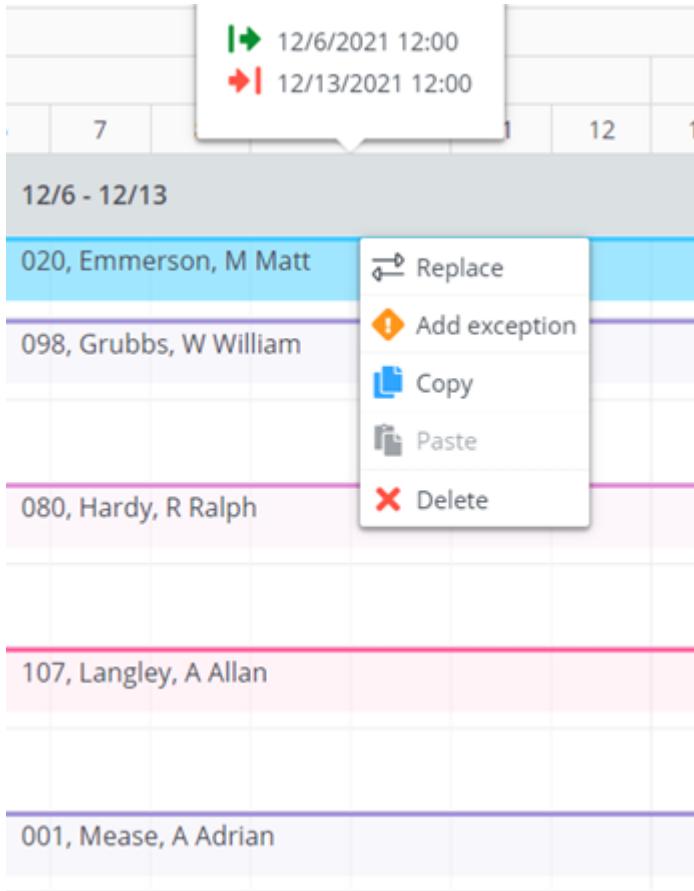 12/6/2021 12:00
12/13/2021 12:00
7
12
12/6 - 12/13
020, Emmerson, M Matt
Replace
098, Grubbs, W William
Add exception
Copy
Paste
080, Hardy, R Ralph
Delete
107, Langley, A Allan
001, Mease, A Adrian